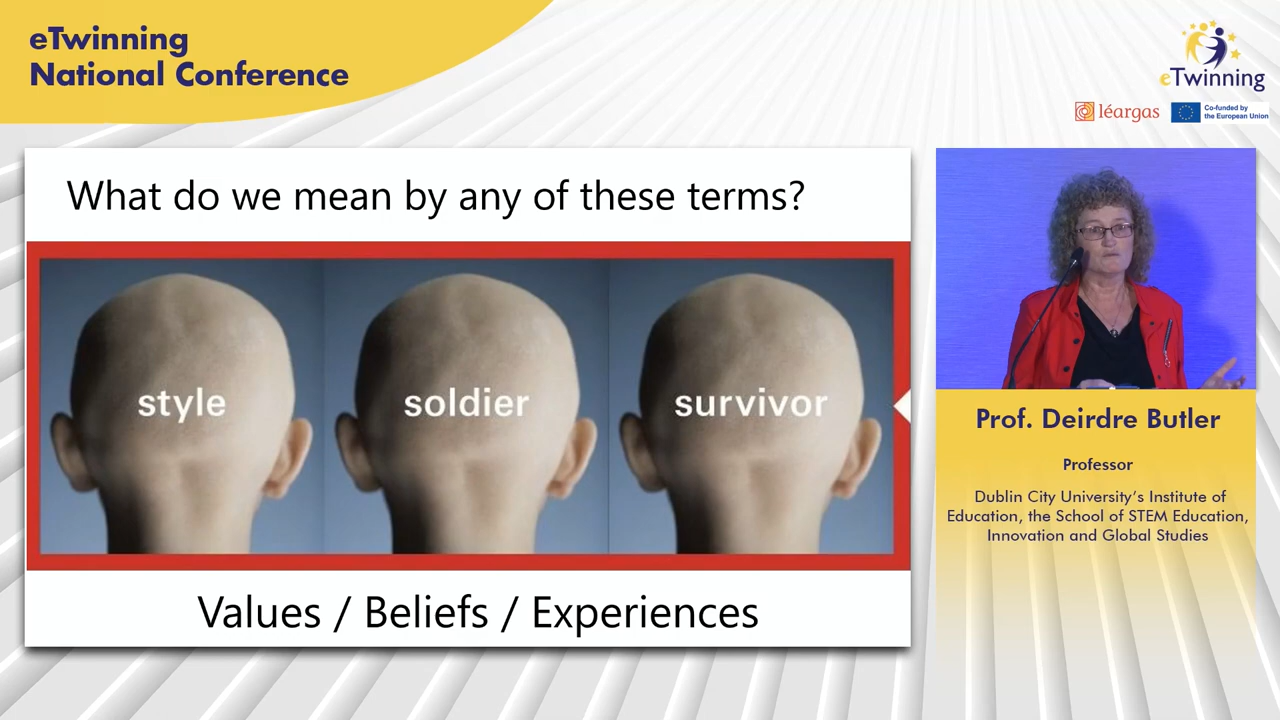 eTwinning
National Conference
eTwinning
léargas
Co-funded by
the European Union
What do we mean by any of these terms?
style
soldier
survivor
Values / Beliefs / Experiences
Prof. Deirdre Butler
Professor
Dublin City University's Institute of
Education, the School of STEM Education,
Innovation and Global Studies